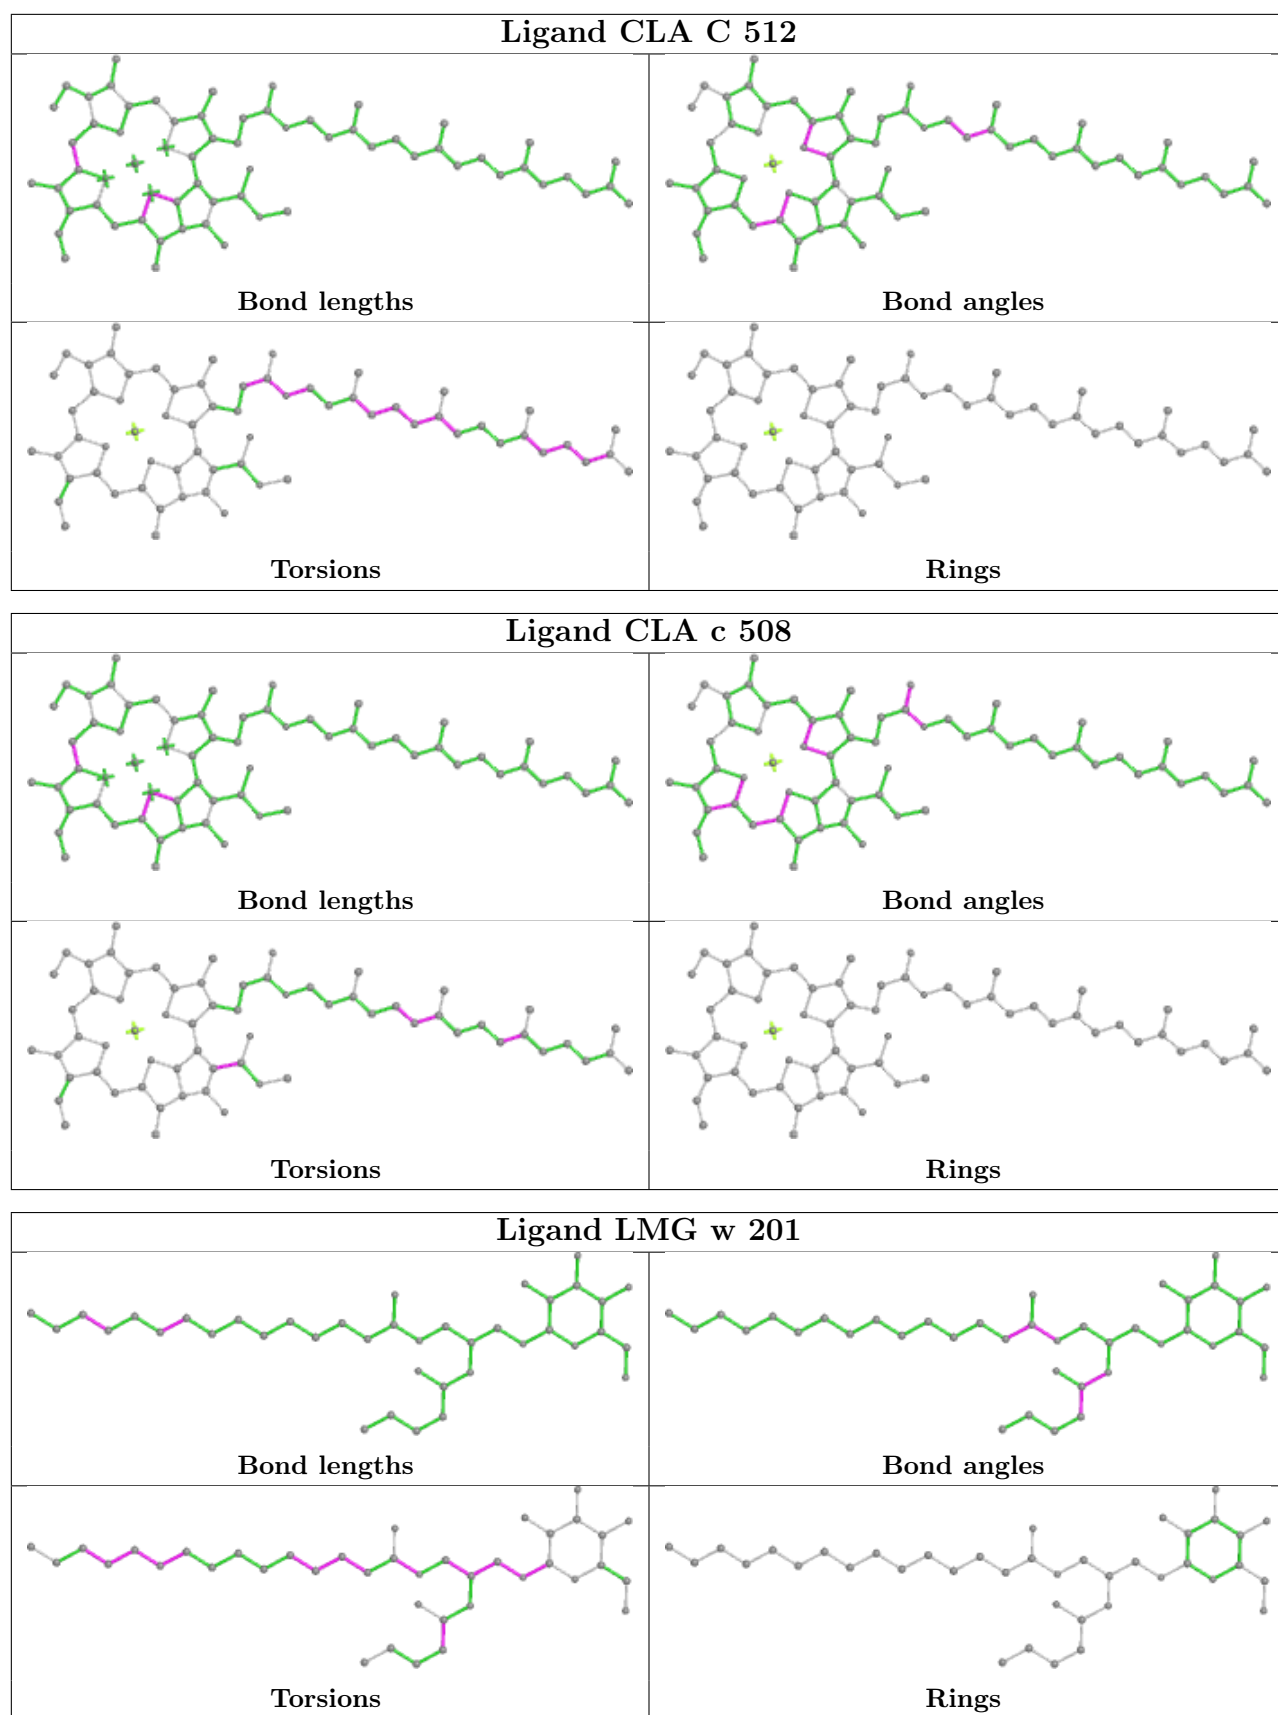 Ligand CLA C 512
Bond lengths
Bond angles
Torsions
Rings
Ligand CLA c 508
Bond lengths
Bond angles
Torsions
Rings
Ligand LMG w 201
Bond lengths
Bond angles
Torsions
Rings